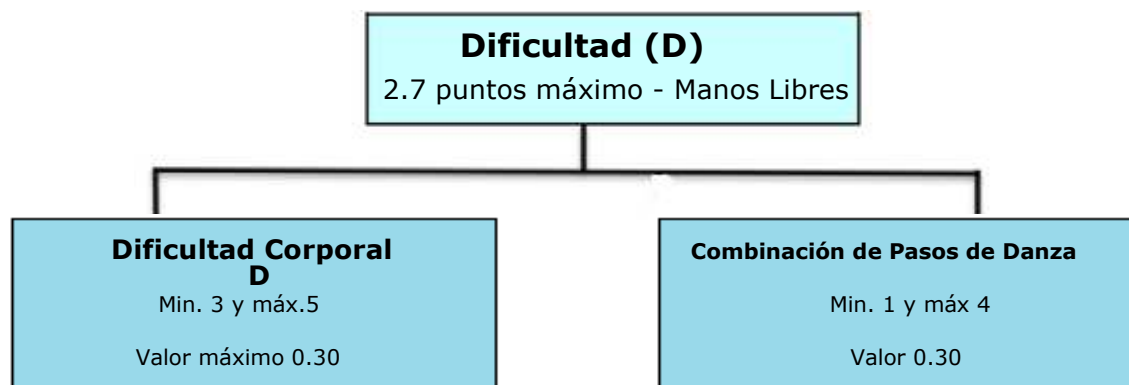 Dificultad (D)
2.7 puntos máximo - Manos Libres
Dificultad Corporal
D
Min. 3 y máx.5
Valor máximo 0.30
Combinación de Pasos de Danza
Min. 1 y máx 4
Valor 0.30